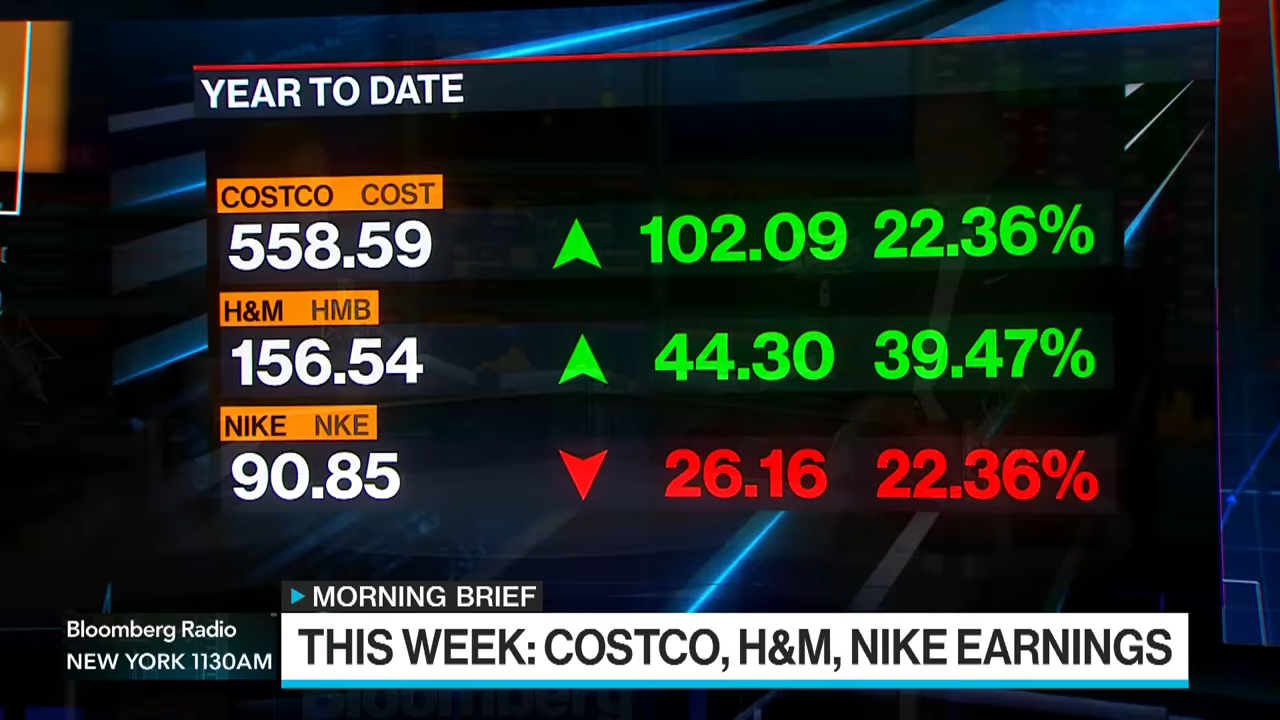 YEAR TO DATE
COSTCO COST
558.59 ▲ 102.09 22.36%
H&M HMB
156.54 ▲ 44.30 39.47%
NIKE NKE
90.85 ▼ 26.16 22.36%
▶ MORNING BRIEF
Bloomberg Radio
NEW YORK 1130AM
THIS WEEK: COSTCO, H&M, NIKE EARNINGS
Bloomberg